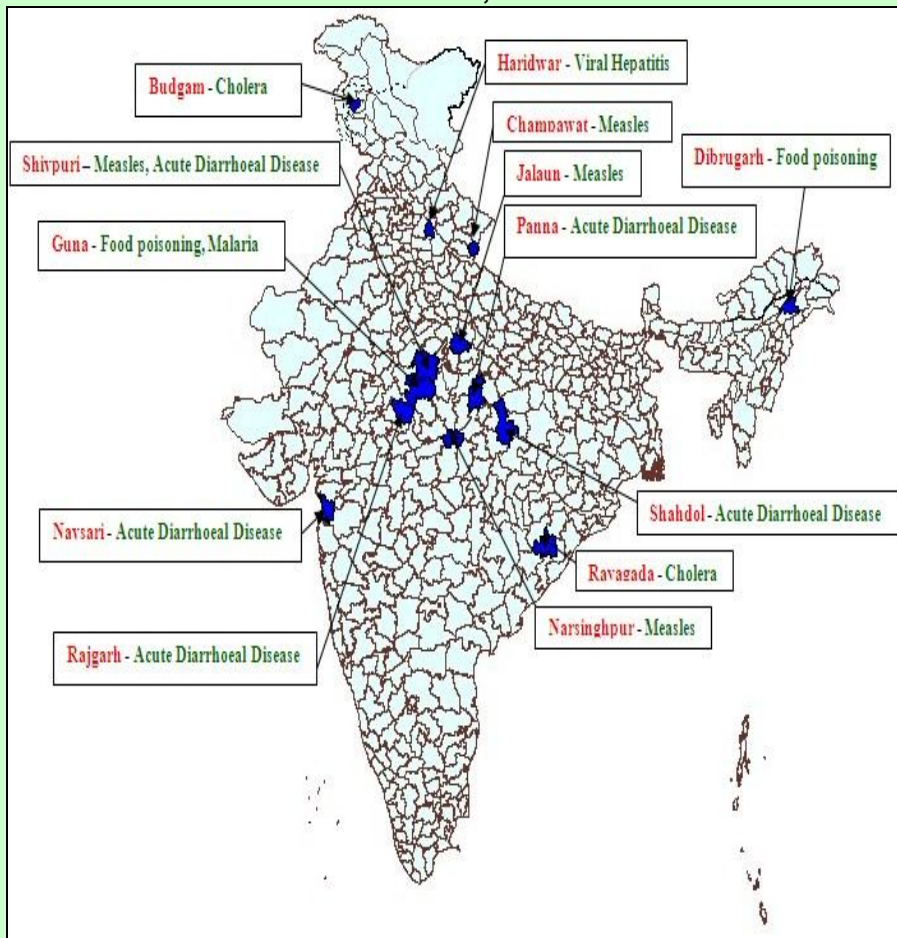 Haridwar - Viral Hepatitis
Budgam - Cholera
Champawat - Measles
Shivpuri – Measles, Acute Diarrhoeal Disease
Jalaun - Measles
Dibrugarh - Food poisoning
Panna - Acute Diarrhoeal Disease
Guna - Food poisoning, Malaria
Shahdol - Acute Diarrhoeal Disease
Navsari - Acute Diarrhoeal Disease
Ravagada - Cholera
Narsinghpur - Measles
Rajgarh - Acute Diarrhoeal Disease